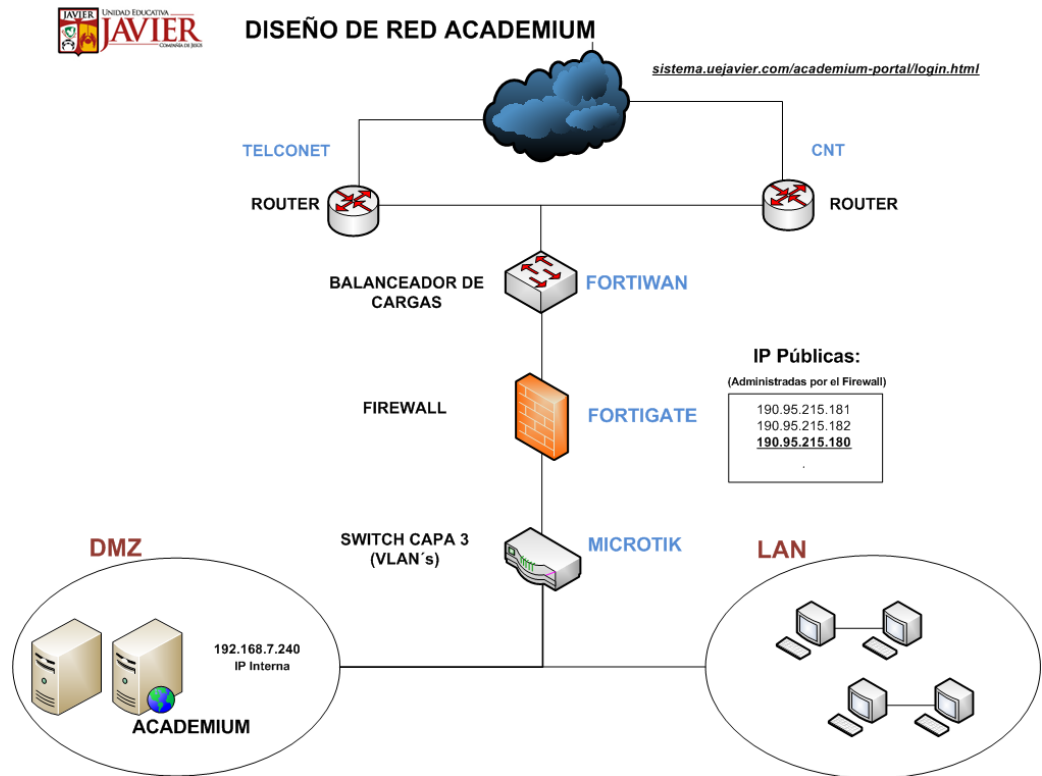 JAVIER
UNIDAD EDUCATIVA
JAVIER
COMPAÑÍA DE JESÚS
DISEÑO DE RED ACADEMIUM
sistema.uejavier.com/academium-portal/login.html
TELCONET
CNT
ROUTER
ROUTER
BALANCEADOR DE
CARGAS
FORTIWAN
IP Públicas:
(Administradas por el Firewall)
FIREWALL
FORTIGATE
190.95.215.181
190.95.215.182
190.95.215.180
.
SWITCH CAPA 3
(VLAN´s)
MICROTIK
DMZ
LAN
192.168.7.240
IP Interna
ACADEMIUM